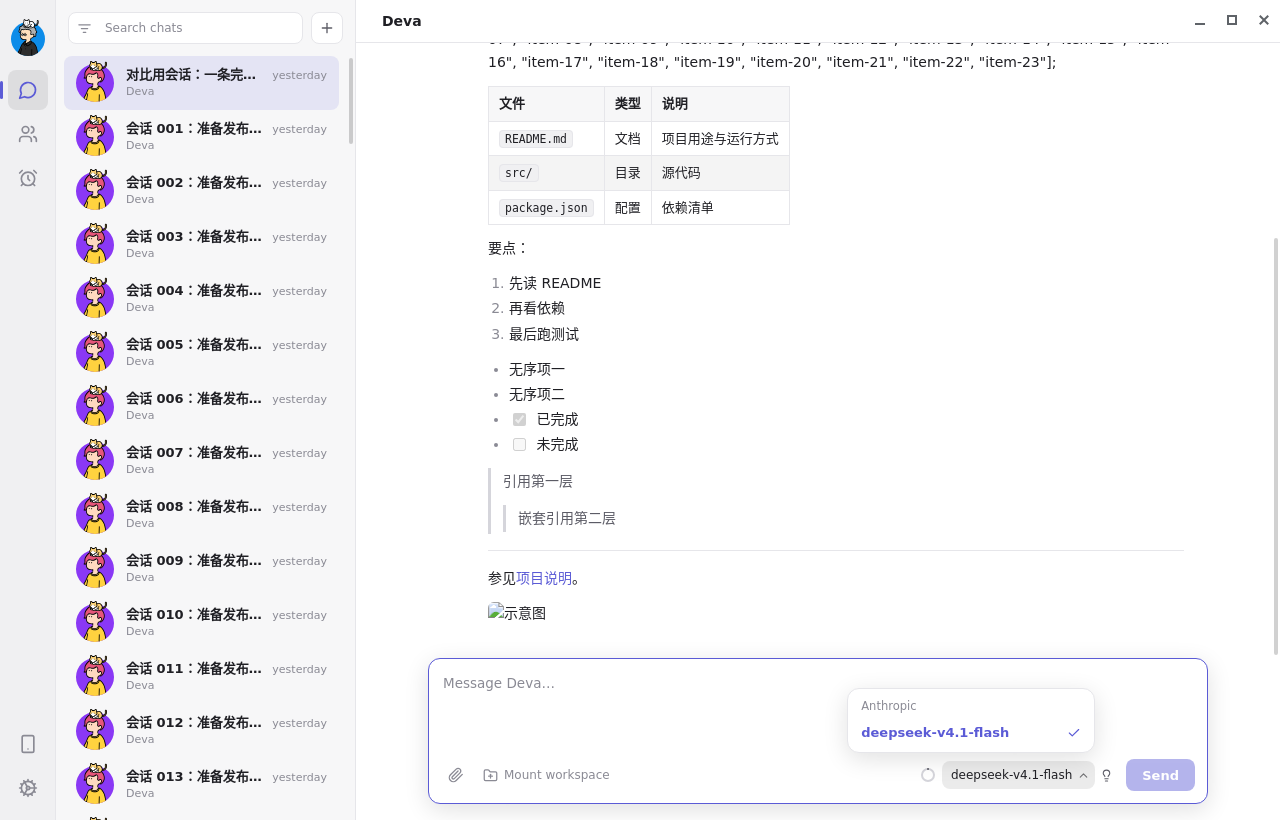 Search chats
对比用会话：一条完...
yesterday
Deva
会话 001：准备发布...
yesterday
Deva
会话 002：准备发布...
yesterday
Deva
会话 003：准备发布...
yesterday
Deva
会话 004：准备发布...
yesterday
Deva
会话 005：准备发布...
yesterday
Deva
会话 006：准备发布...
yesterday
Deva
会话 007：准备发布...
yesterday
Deva
会话 008：准备发布...
yesterday
Deva
会话 009：准备发布...
yesterday
Deva
会话 010：准备发布...
yesterday
Deva
会话 011：准备发布...
yesterday
Deva
会话 012：准备发布...
yesterday
Deva
会话 013：准备发布...
yesterday
Deva
Deva
16", "item-17", "item-18", "item-19", "item-20", "item-21", "item-22", "item-23"];
文件 类型 说明
README.md 文档 项目用途与运行方式
src/ 目录 源代码
package.json 配置 依赖清单
要点：
1. 先读 README
2. 再看依赖
3. 最后跑测试
• 无序项一
• 无序项二
• 已完成
• 未完成
引用第一层
嵌套引用第二层
参见项目说明。
示意图
Message Deva...
Anthropic
deepseek-v4.1-flash
Mount workspace
deepseek-v4.1-flash
Send